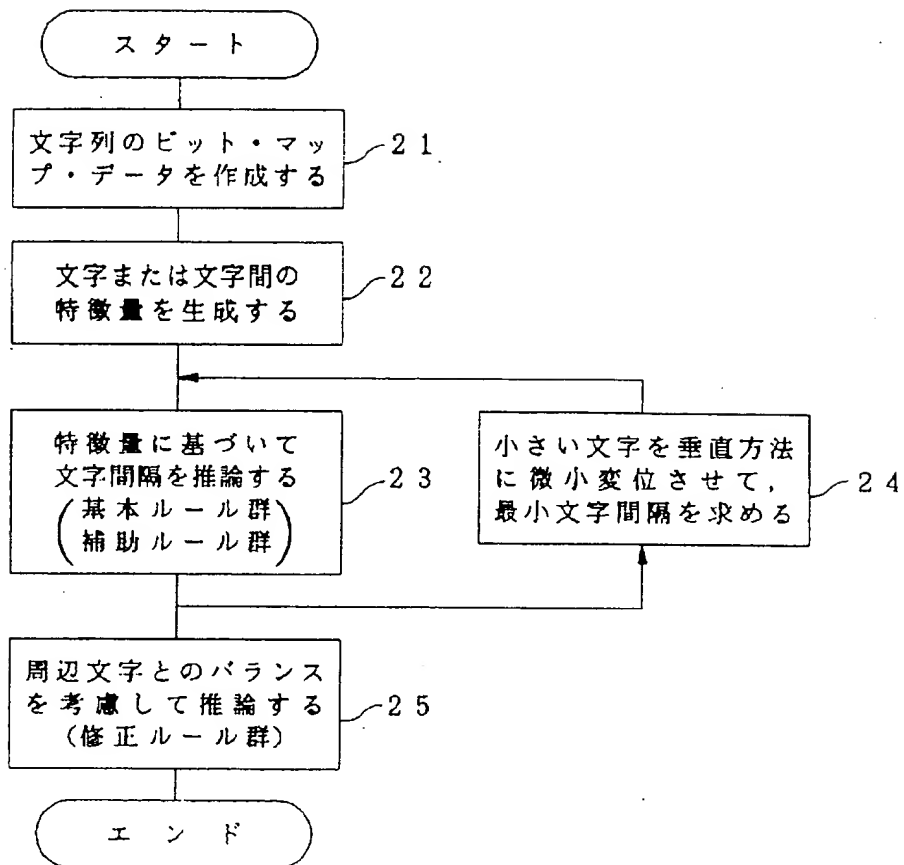 スタート
文字列のビット・マッ
プ・データを作成する
21
文字または文字間の
特徴量を生成する
22
特徴量に基づいて
文字間隔を推論する
(基本ルール群
補助ルール群)
23
小さい文字を垂直方法
に微小変位させて,
最小文字間隔を求める
24
周辺文字とのバランス
を考慮して推論する
(修正ルール群)
25
エンド